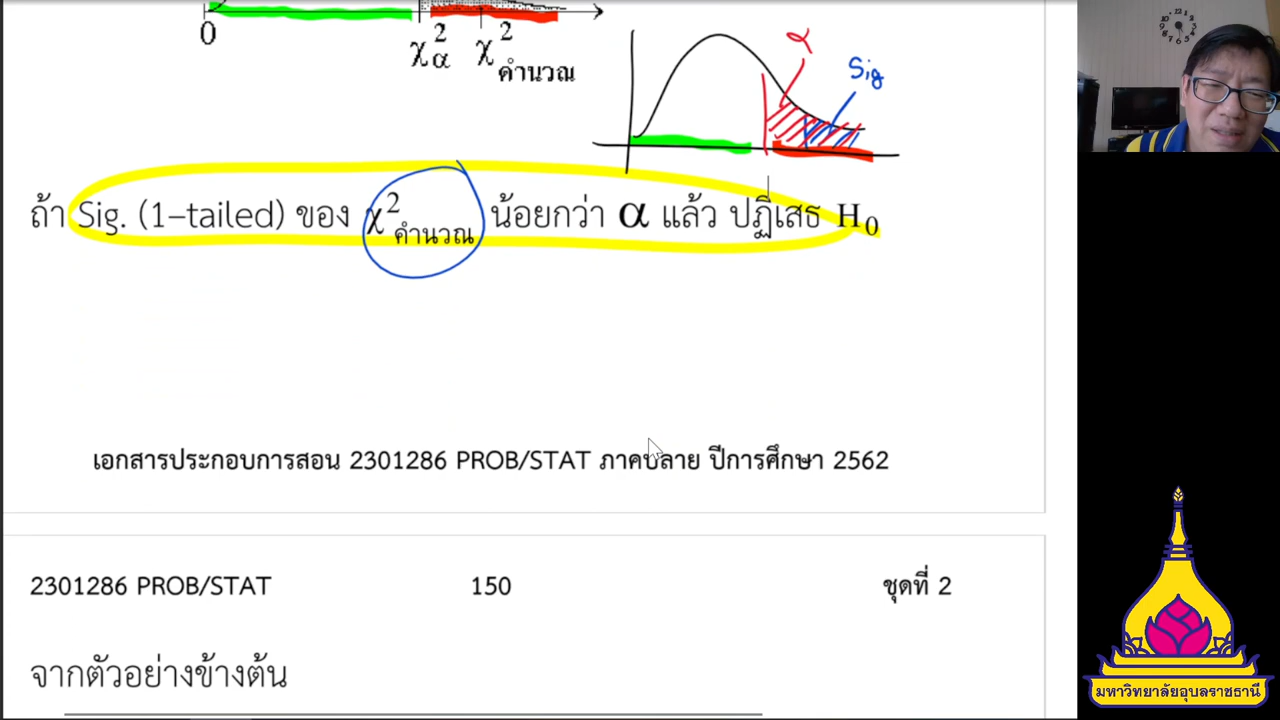 0
χ²α χ²คำนวณ
α
Sig
ถ้า Sig. (1–tailed) ของ χ²คำนวณ น้อยกว่า α แล้ว ปฏิเสธ H₀
เอกสารประกอบการสอน 2301286 PROB/STAT ภาคปลาย ปีการศึกษา 2562
2301286 PROB/STAT 150 ชุดที่ 2
จากตัวอย่างข้างต้น
มหาวิทยาลัยอุบลราชธานี